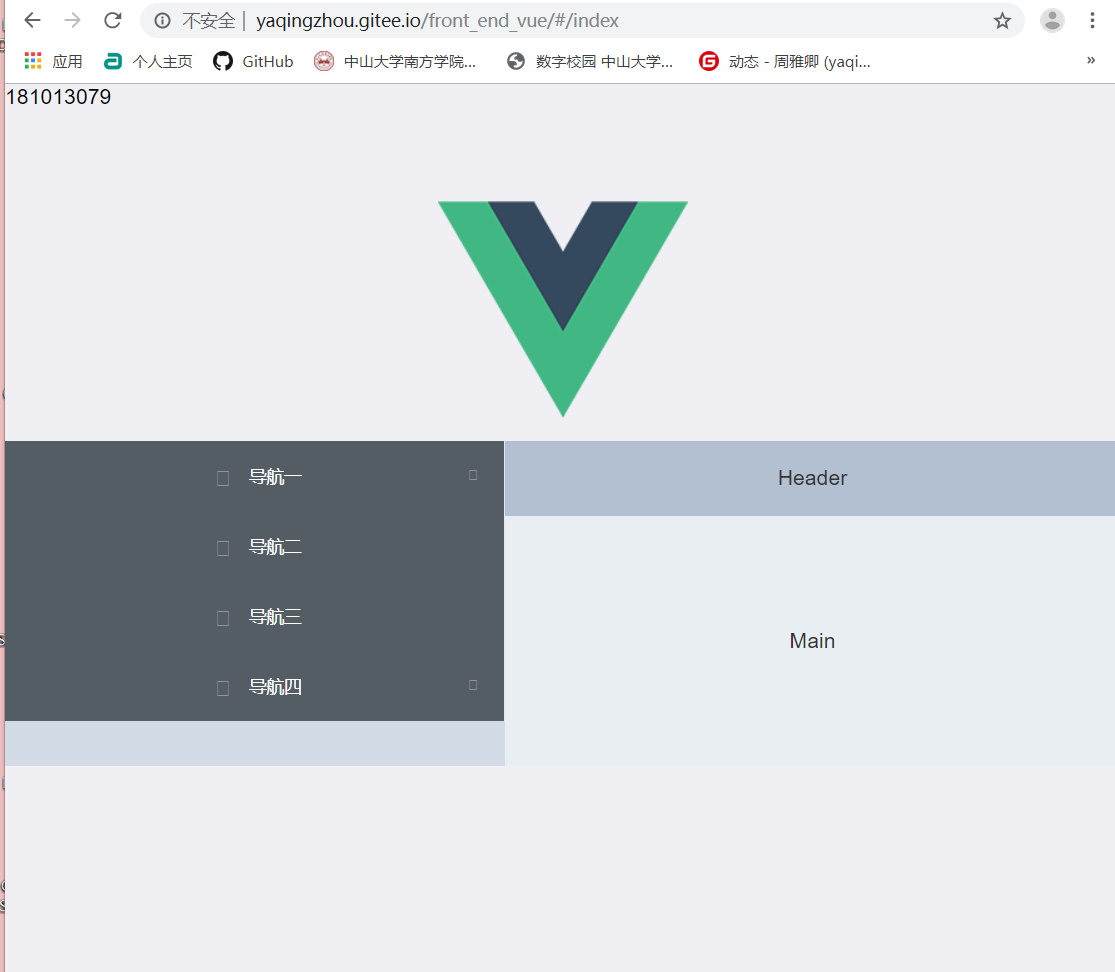 不安全 | yaqingzhou.gitee.io/front_end_vue/#/index
应用 个人主页 GitHub 中山大学南方学院... 数字校园 中山大学... 动态 - 周雅卿 (yaqi... »
181013079
导航一
Header
导航二
导航三
Main
导航四